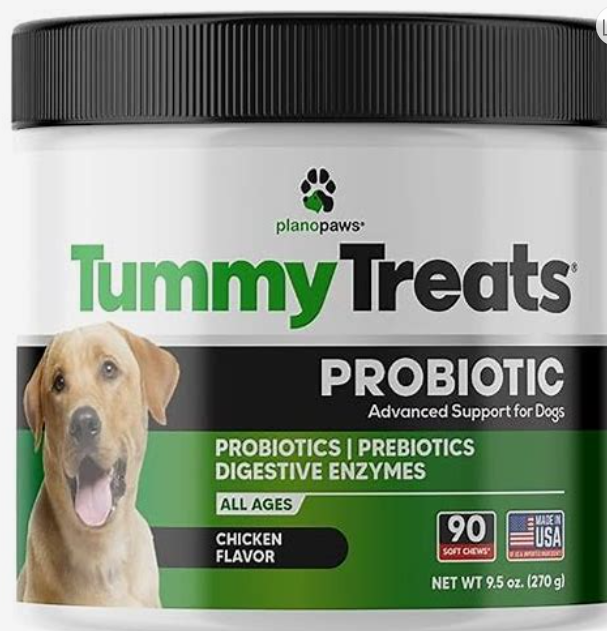 planopaws®
TummyTreats®
PROBIOTIC
Advanced Support for Dogs
PROBIOTICS | PREBIOTICS
DIGESTIVE ENZYMES
ALL AGES
CHICKEN
FLAVOR
90
SOFT CHEWS*
MADE IN
USA
NET WT 9.5 oz. (270 g)